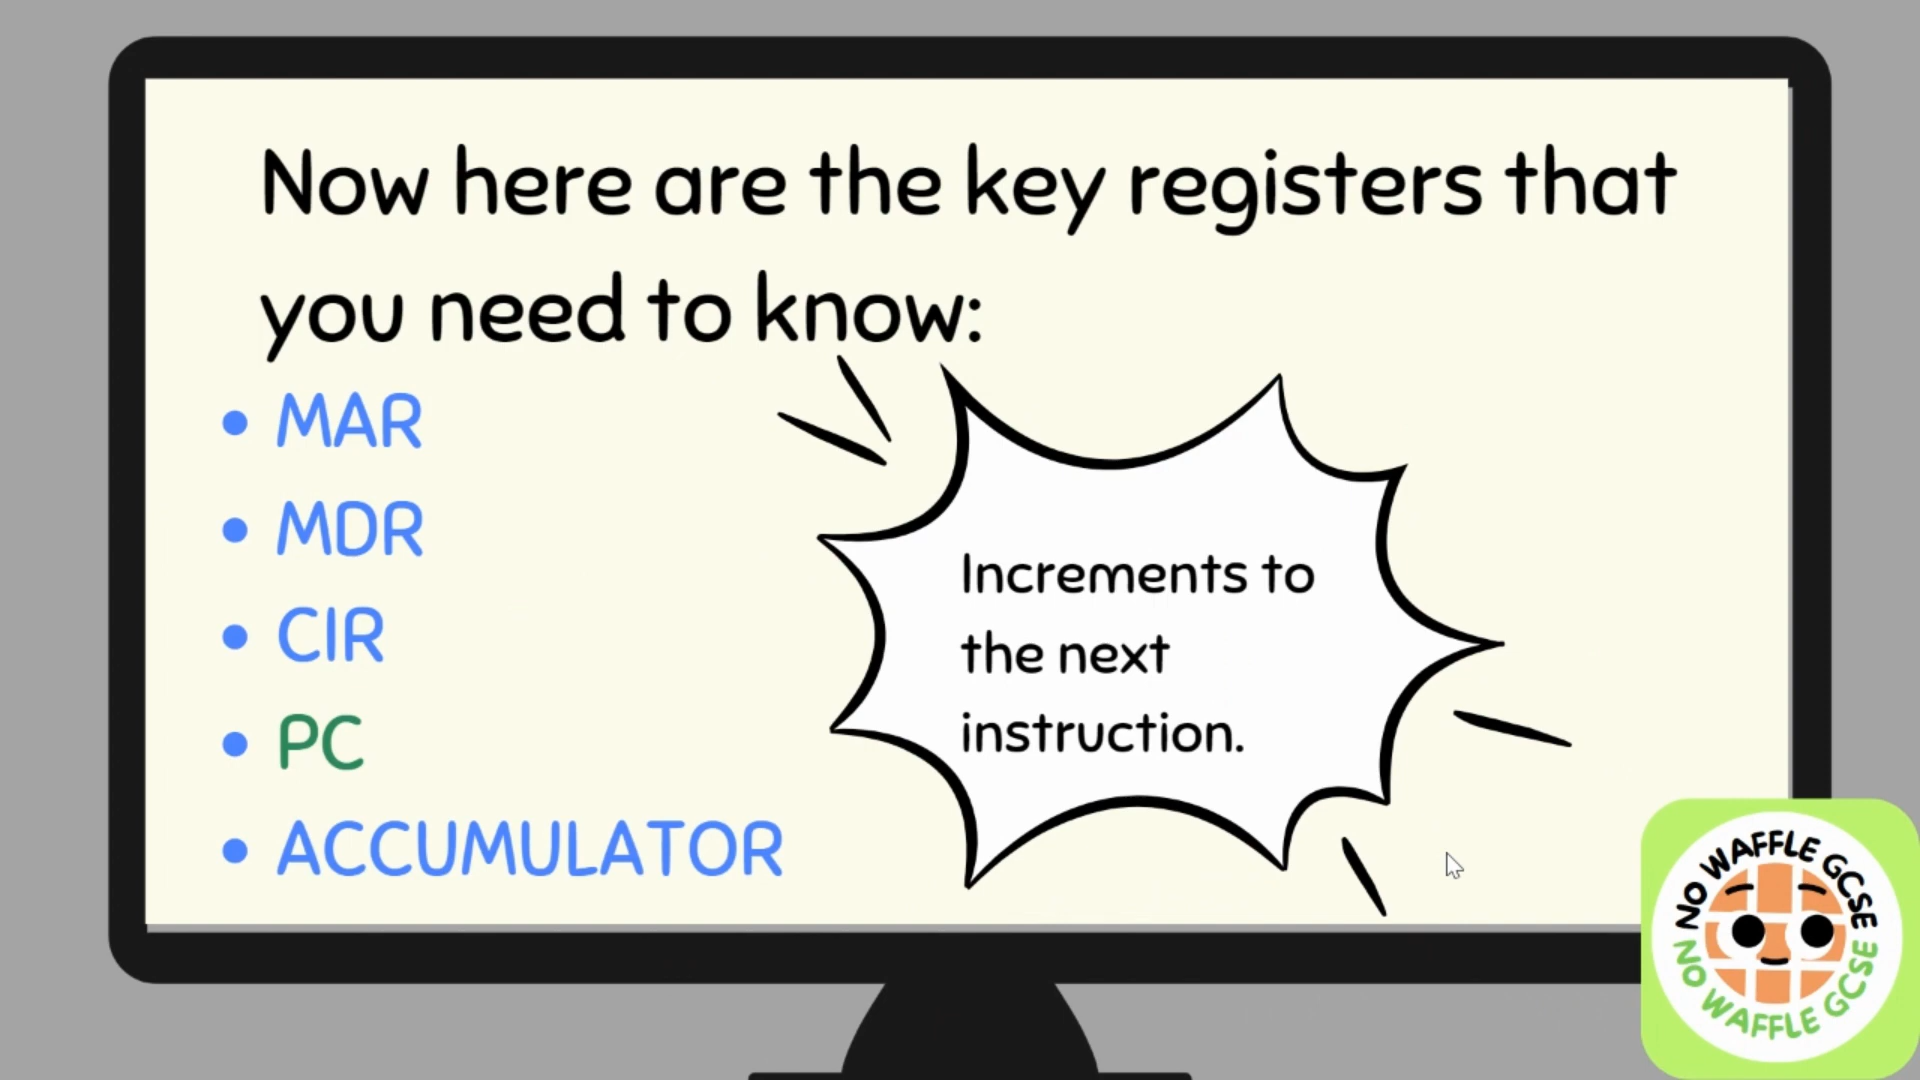 Now here are the key registers that
you need to know:
• MAR
• MDR
• CIR
• PC
• ACCUMULATOR
Increments to
the next
instruction.
NO WAFFLE GCSE
NO WAFFLE GCSE